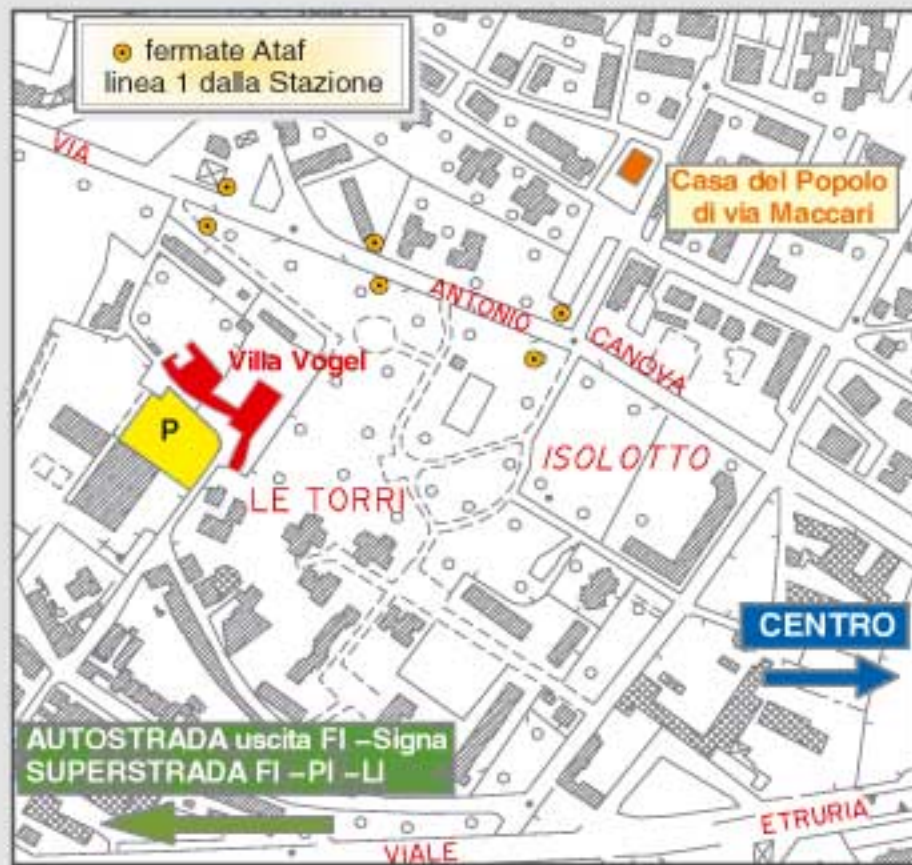 fermate Ataf
linea 1 dalla Stazione
VIA
Casa del Popolo
di via Maccari
ANTONIO
CANOVA
Villa Vogel
P
ISOLOTTO
LE TORRI
CENTRO
AUTOSTRADA uscita FI –Signa
SUPERSTRADA FI –PI –LI
ETRURIA
VIALE